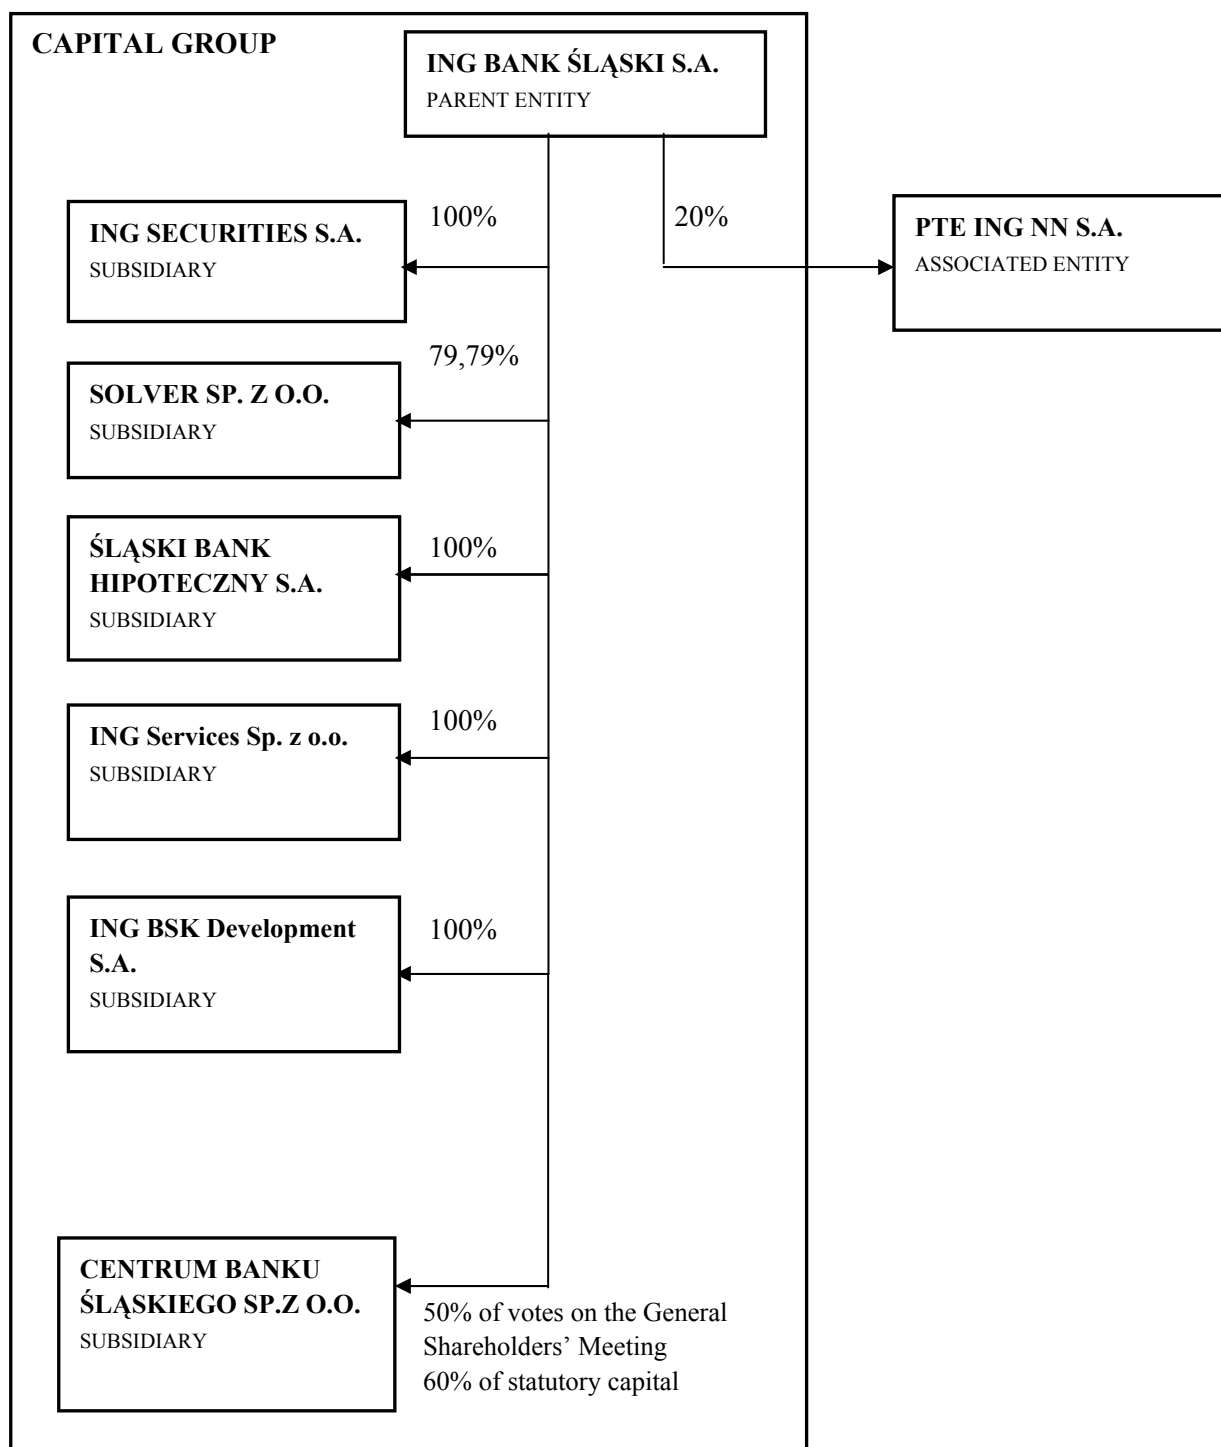 CAPITAL GROUP
ING BANK ŚLĄSKI S.A.
PARENT ENTITY
ING SECURITIES S.A.
SUBSIDIARY
100%
20%
PTE ING NN S.A.
ASSOCIATED ENTITY
79,79%
SOLVER SP. Z O.O.
SUBSIDIARY
ŚLĄSKI BANK
HIPOTECZNY S.A.
SUBSIDIARY
100%
ING Services Sp. z o.o.
SUBSIDIARY
100%
ING BSK Development
S.A.
SUBSIDIARY
100%
CENTRUM BANKU
ŚLĄSKIEGO SP.Z O.O.
SUBSIDIARY
50% of votes on the General
Shareholders’ Meeting
60% of statutory capital